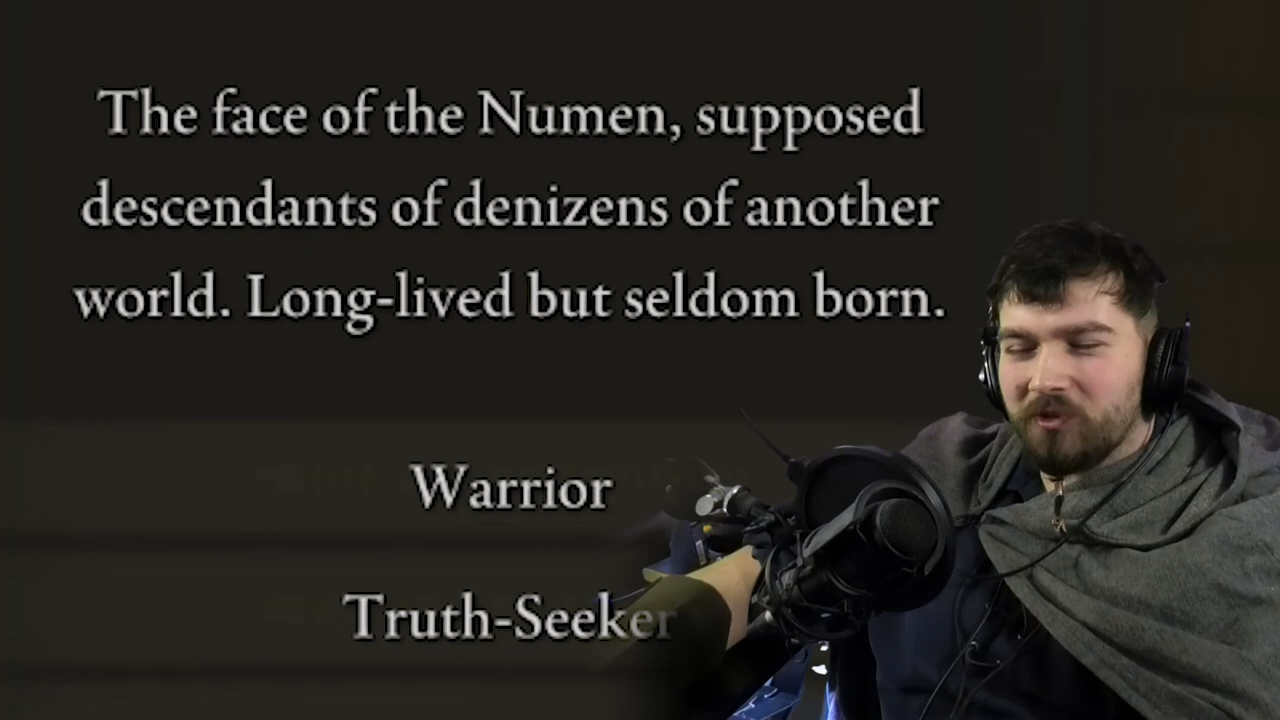 The face of the Numen, supposed
descendants of denizens of another
world. Long-lived but seldom born.
Warrior
Truth-Seeker